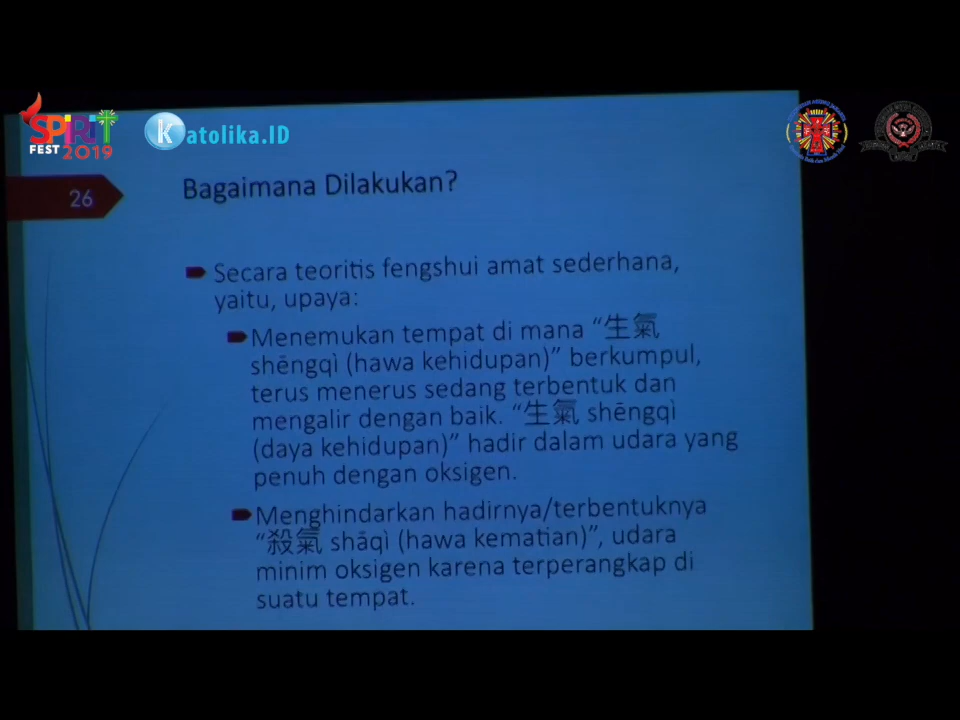 SPIRIT
FEST 2019
Katolika.ID
26
Bagaimana Dilakukan?
Secara teoritis fengshui amat sederhana,
yaitu, upaya:
Menemukan tempat di mana “生氣
shēngqì (hawa kehidupan)” berkumpul,
terus menerus sedang terbentuk dan
mengalir dengan baik. “生氣 shēngqì
(daya kehidupan)” hadir dalam udara yang
penuh dengan oksigen.
Menghindarkan hadirnya/terbentuknya
“殺氣 shāqì (hawa kematian)”, udara
minim oksigen karena terperangkap di
suatu tempat.